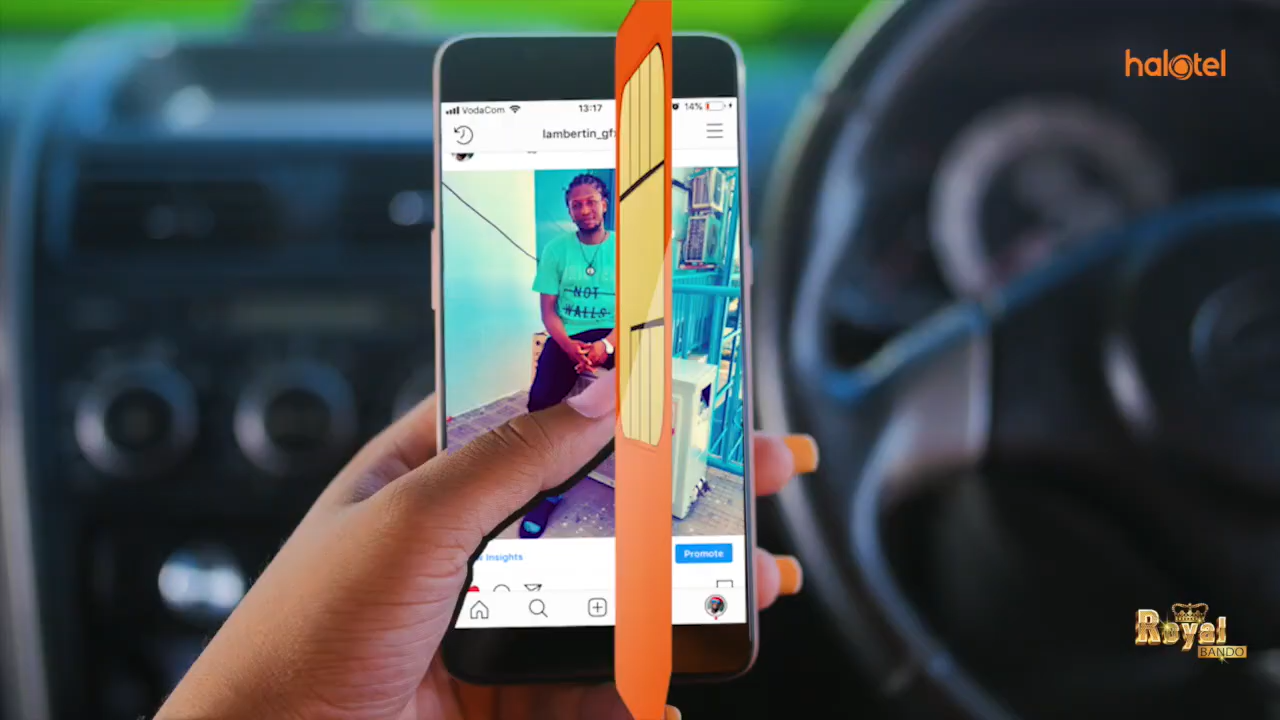 halotel
VodaCom
13:17
14%
lambertin_gf
NOT
WALLS
Insights
Promote
Royal
BANDO